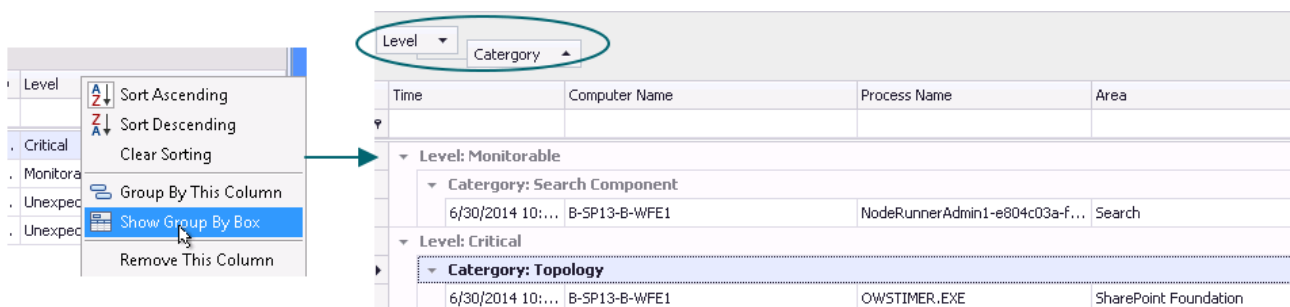 Level
Sort Ascending
Sort Descending
Clear Sorting
Critical
Monitora
Group By This Column
Unexpec
Show Group By Box
Unexpec
Remove This Column
Level
Catergory
Time Computer Name Process Name Area
Level: Monitorable
Catergory: Search Component
6/30/2014 10:... B-SP13-B-WFE1 NodeRunnerAdmin1-e804c03a-f... Search
Level: Critical
Catergory: Topology
6/30/2014 10:... B-SP13-B-WFE1 OWSTIMER.EXE SharePoint Foundation